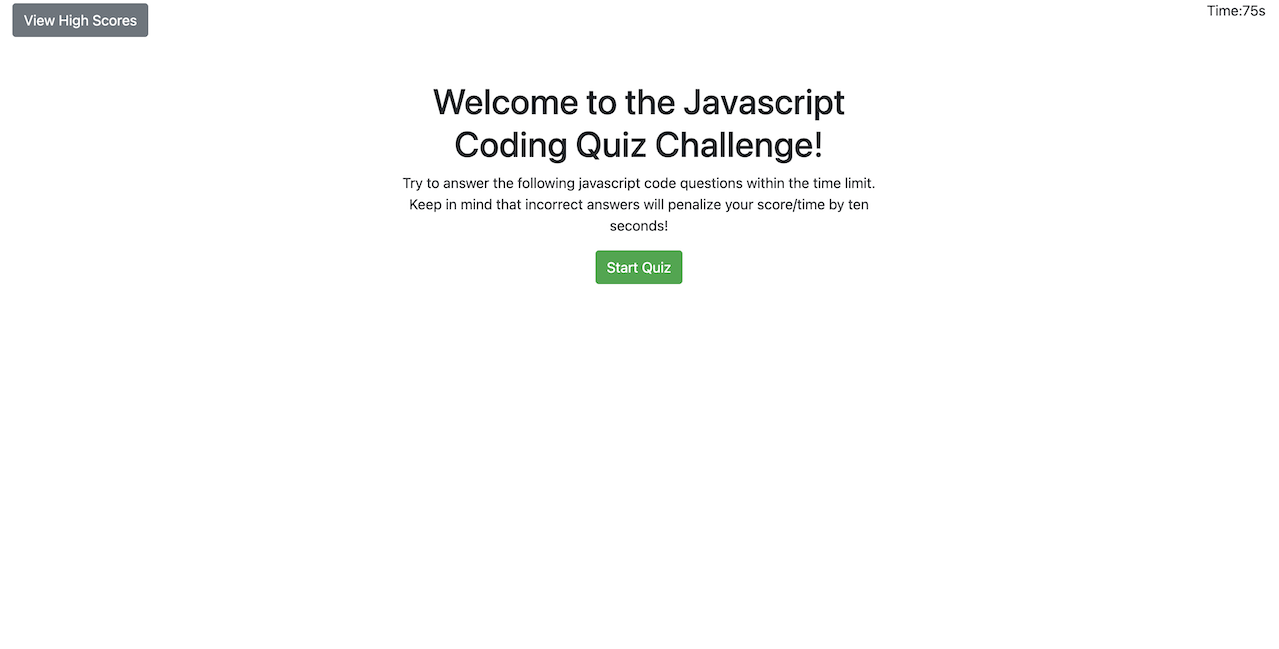 View High Scores
Time:75s
Welcome to the Javascript
Coding Quiz Challenge!
Try to answer the following javascript code questions within the time limit.
Keep in mind that incorrect answers will penalize your score/time by ten
seconds!
Start Quiz